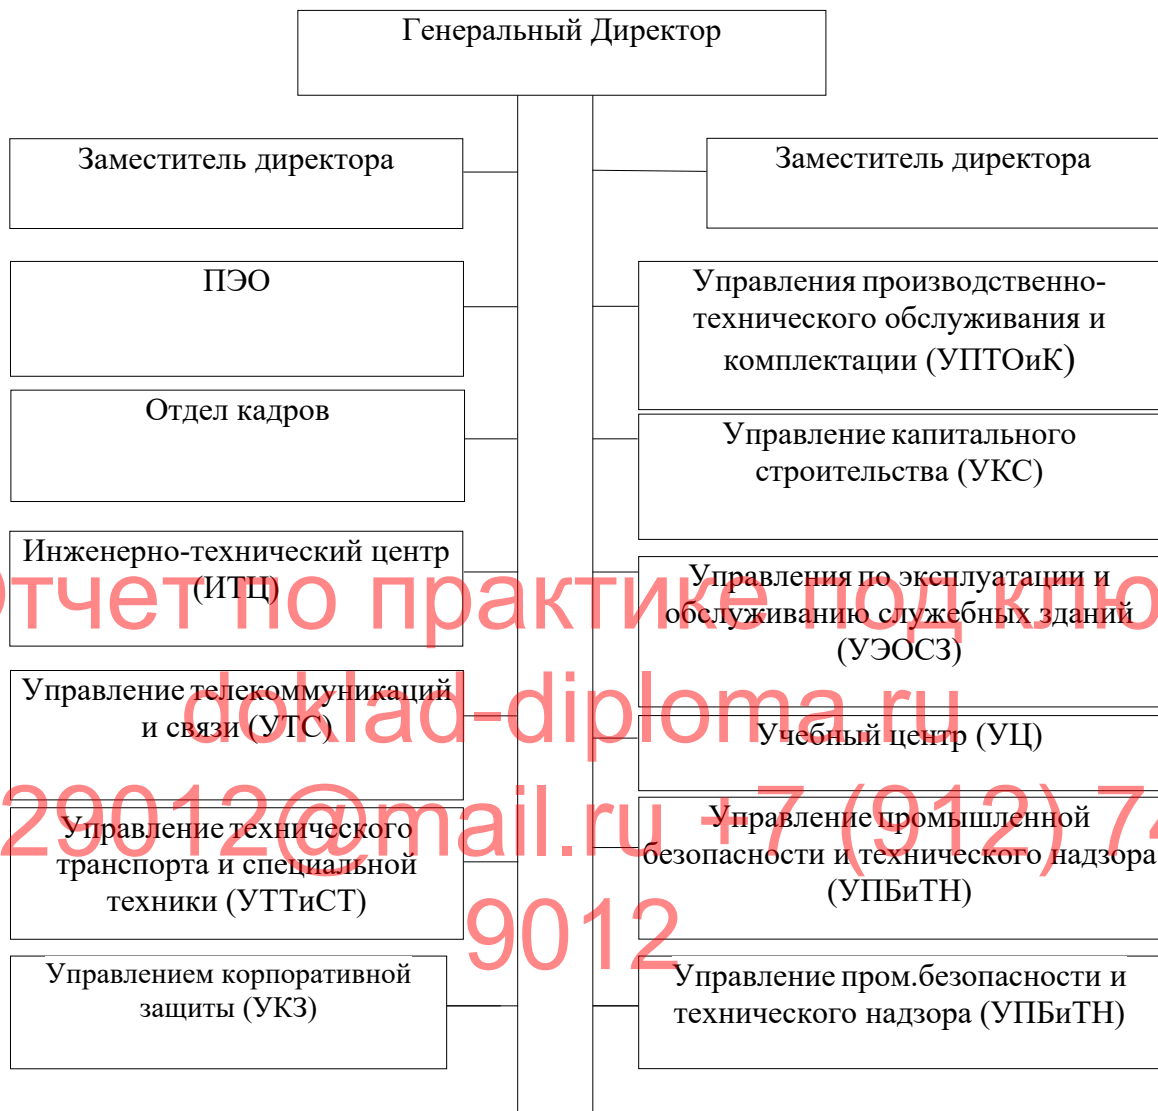 Генеральный Директор
Заместитель директора
Заместитель директора
ПЭО
Управления производственно-
технического обслуживания и
комплектации (УПТОиК)
Отдел кадров
Управление капитального
строительства (УКС)
Инженерно-технический центр
(ИТЦ)
Управления по эксплуатации и
обслуживанию служебных зданий
(УЭОСЗ)
Управление телекоммуникаций
и связи (УТС)
Учебный центр (УЦ)
Управление технического
транспорта и специальной
техники (УТТиСТ)
Управление промышленной
безопасности и технического надзора
(УПБиТН)
Управлением корпоративной
защиты (УКЗ)
Управление пром.безопасности и
технического надзора (УПБиТН)
Отчет по практике под клю
doklad-diploma.ru
29012@mail.ru +7 (912) 74
9012